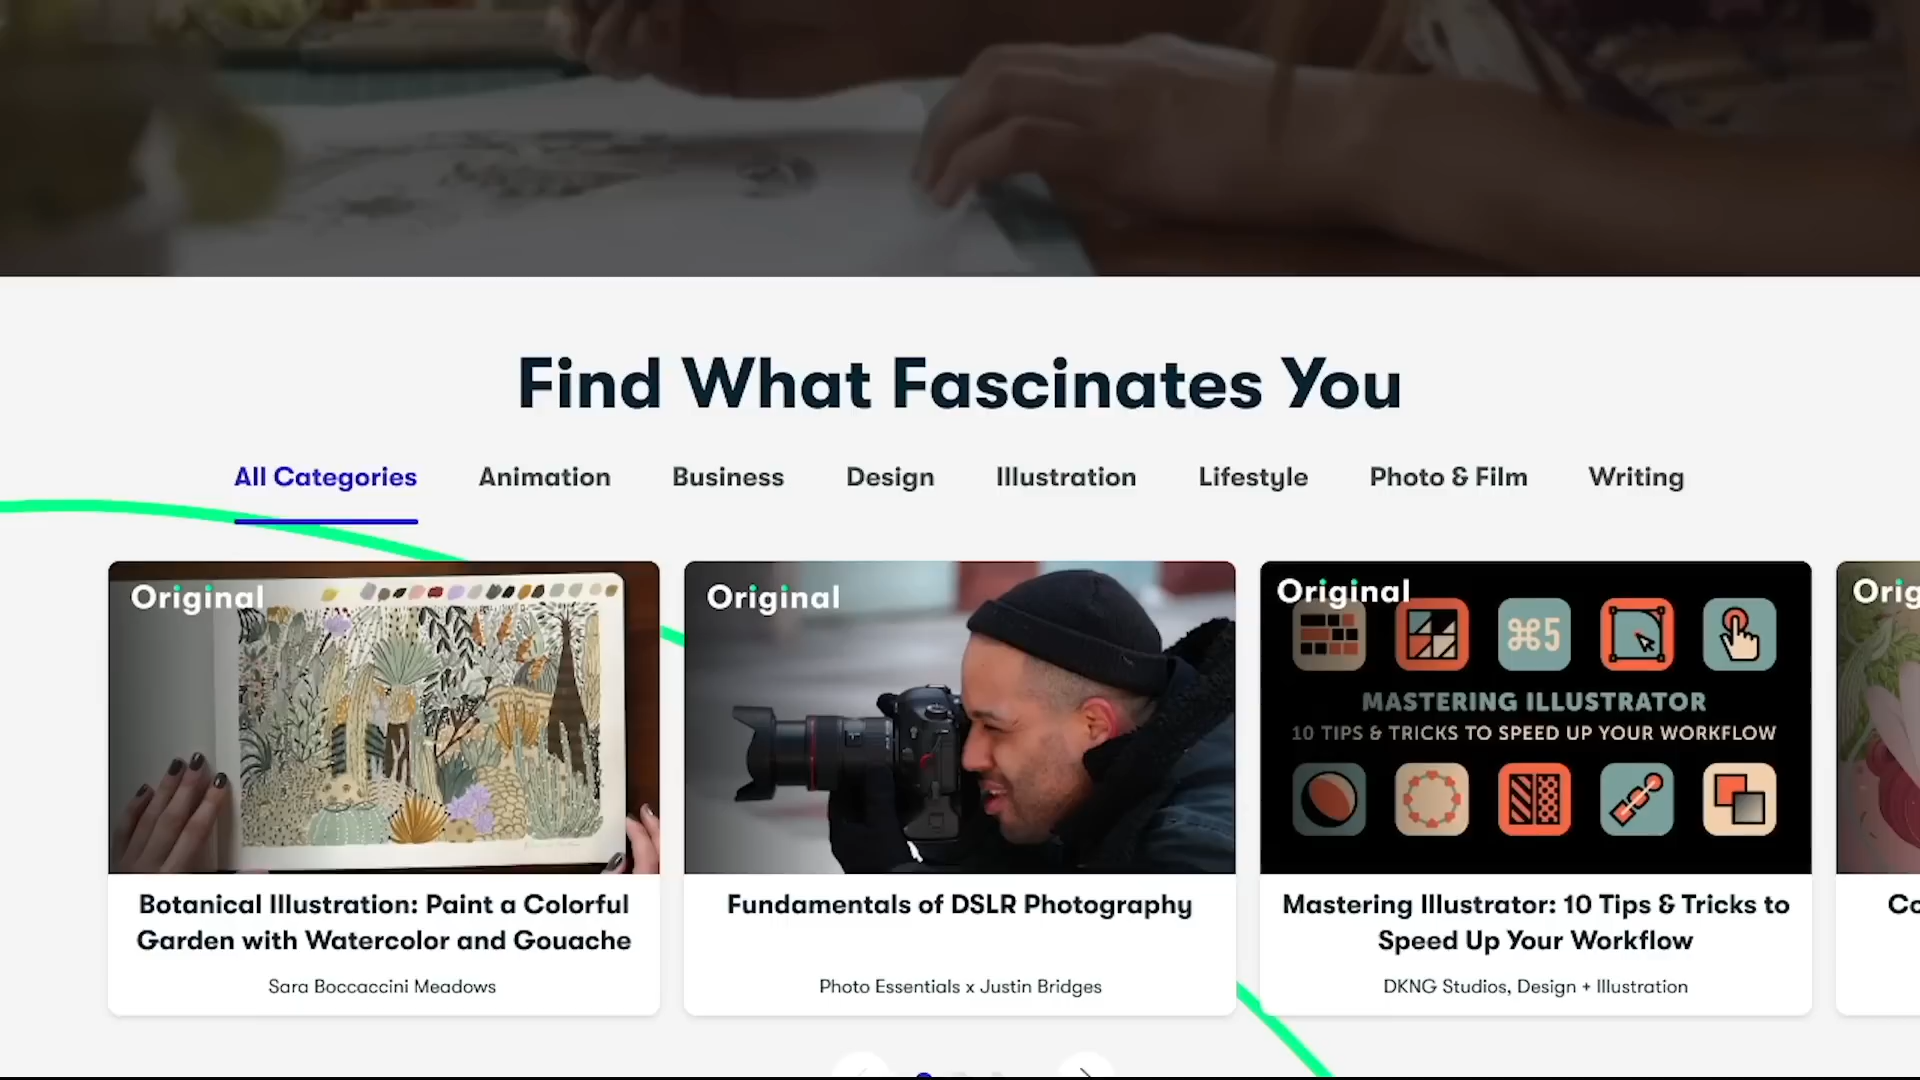 Find What Fascinates You
All Categories Animation Business Design Illustration Lifestyle Photo & Film Writing
Original
Original
Original
⌘5
MASTERING ILLUSTRATOR
10 TIPS & TRICKS TO SPEED UP YOUR WORKFLOW
Botanical Illustration: Paint a Colorful
Garden with Watercolor and Gouache
Sara Boccaccini Meadows
Fundamentals of DSLR Photography
Photo Essentials x Justin Bridges
Mastering Illustrator: 10 Tips & Tricks to
Speed Up Your Workflow
DKNG Studios, Design + Illustration